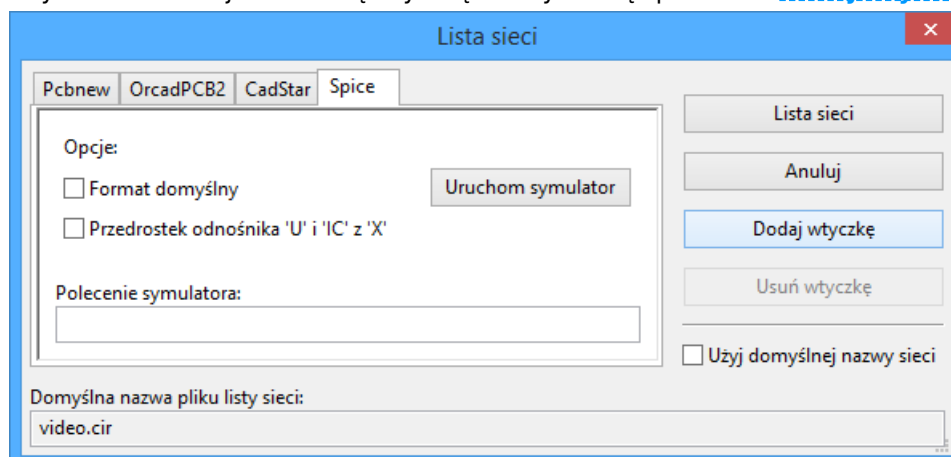 Lista sieci
Pcbnew OrcadPCB2 CadStar Spice
Opcje:
Format domyślny
Uruchom symulator
Przedrostek odnośnika 'U' i 'IC' z 'X'
Polecenie symulatora:
Lista sieci
Anuluj
Dodaj wtyczkę
Usuń wtyczkę
Użyj domyślnej nazwy sieci
Domyślna nazwa pliku listy sieci:
video.cir